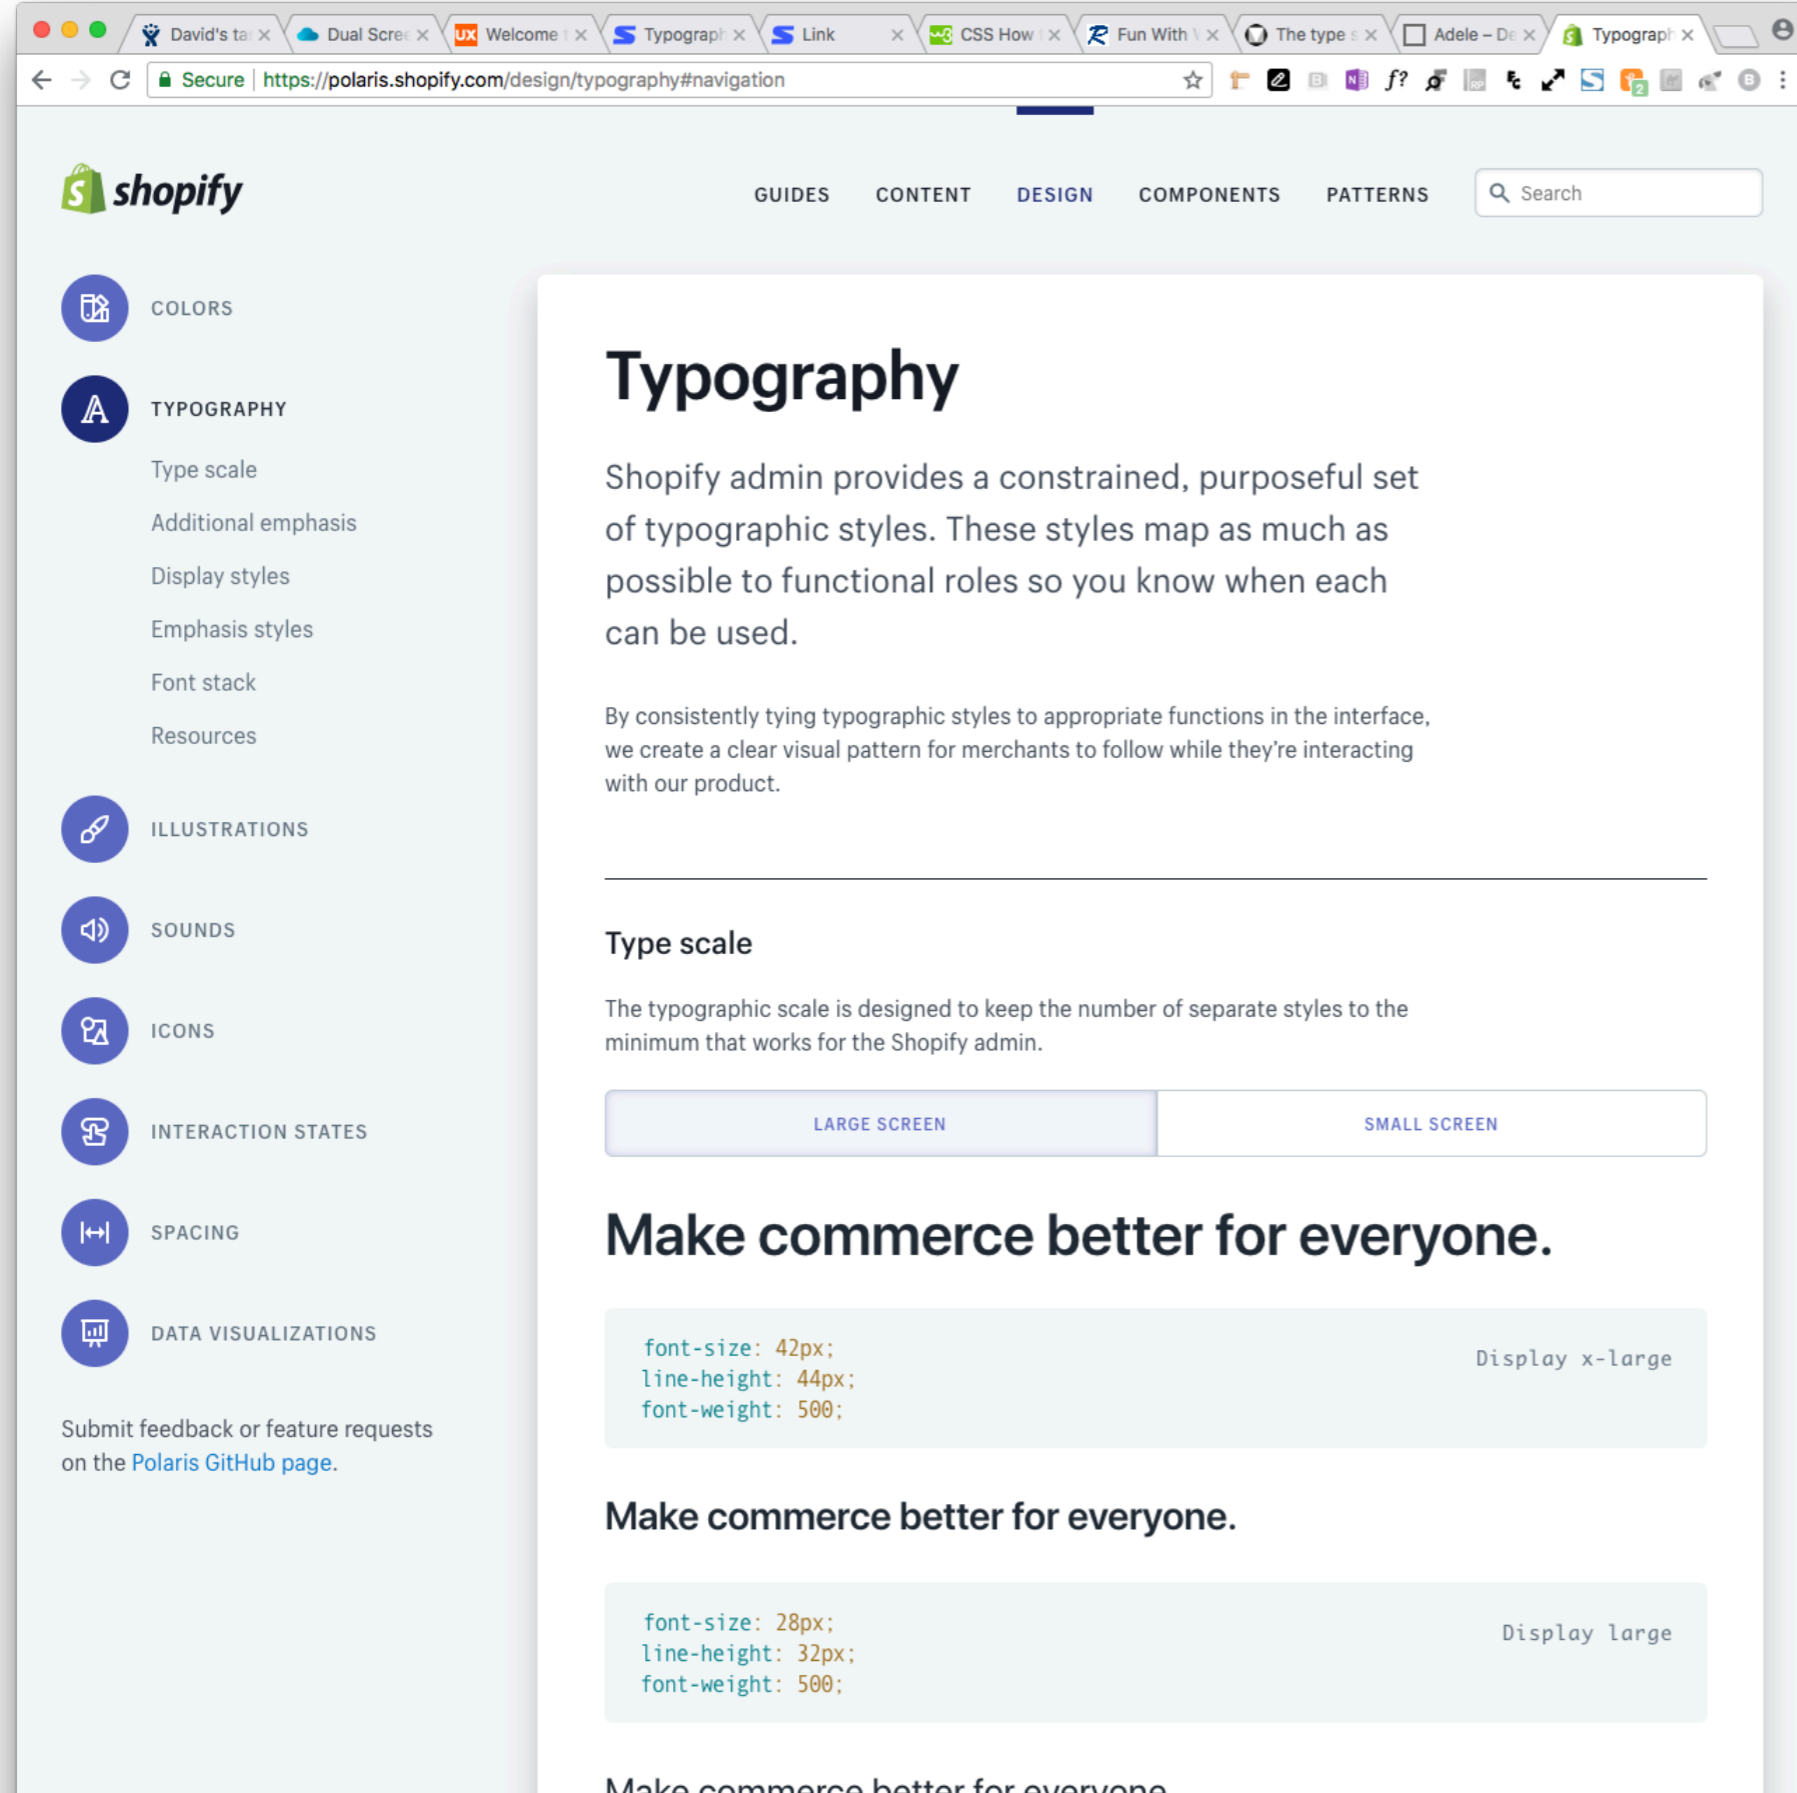 David's ta
Dual Scree
UX Welcome t
Typograph
Link
CSS How t
Fun With V
The type s
Adele – De
Typograph
Secure | https://polaris.shopify.com/design/typography#navigation
shopify
GUIDES CONTENT DESIGN COMPONENTS PATTERNS Search
COLORS
TYPOGRAPHY
Type scale
Additional emphasis
Display styles
Emphasis styles
Font stack
Resources
ILLUSTRATIONS
SOUNDS
ICONS
INTERACTION STATES
SPACING
DATA VISUALIZATIONS
Submit feedback or feature requests
on the Polaris GitHub page.
Typography
Shopify admin provides a constrained, purposeful set
of typographic styles. These styles map as much as
possible to functional roles so you know when each
can be used.
By consistently tying typographic styles to appropriate functions in the interface,
we create a clear visual pattern for merchants to follow while they’re interacting
with our product.
Type scale
The typographic scale is designed to keep the number of separate styles to the
minimum that works for the Shopify admin.
LARGE SCREEN SMALL SCREEN
Make commerce better for everyone.
font-size: 42px;
line-height: 44px;
font-weight: 500;
Display x-large
Make commerce better for everyone.
font-size: 28px;
line-height: 32px;
font-weight: 500;
Display large
Make commerce better for everyone